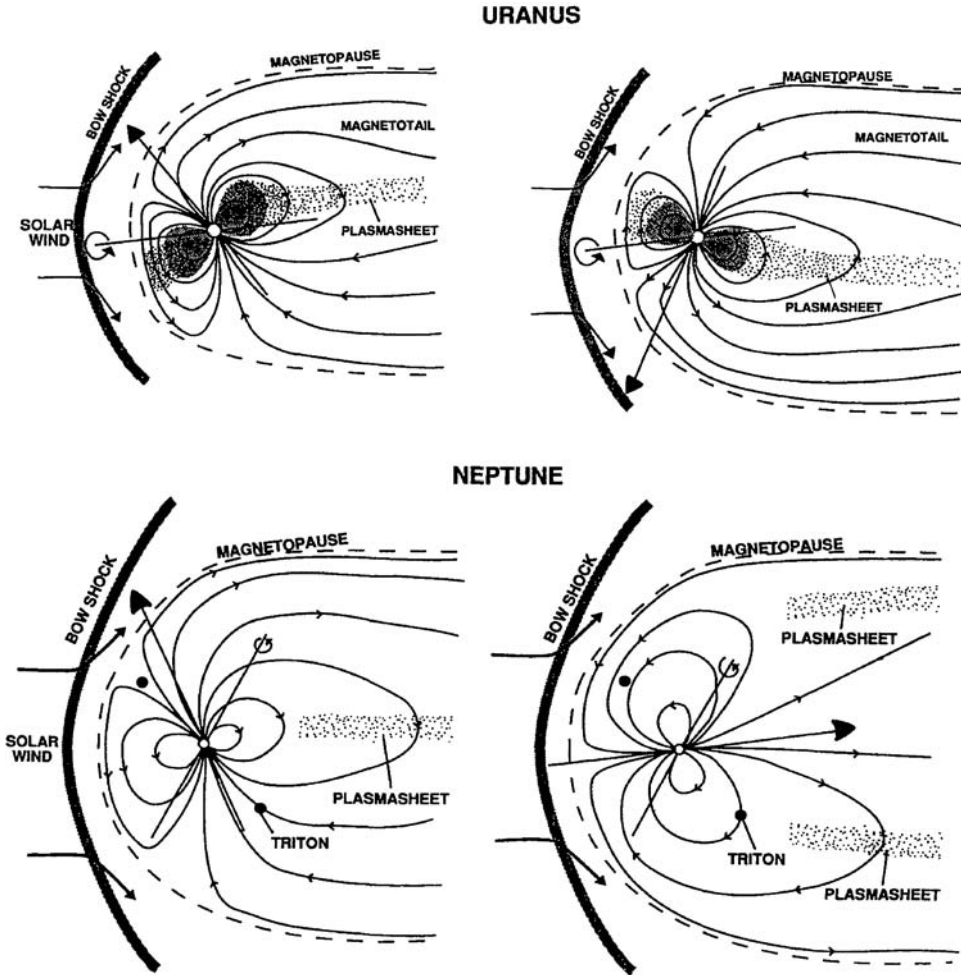 URANUS
MAGNETOPAUSE
BOW SHOCK
MAGNETOTAIL
SOLAR
WIND
PLASMASHEET
MAGNETOPAUSE
BOW SHOCK
MAGNETOTAIL
PLASMASHEET
NEPTUNE
MAGNETOPAUSE
BOW SHOCK
SOLAR
WIND
PLASMASHEET
TRITON
MAGNETOPAUSE
BOW SHOCK
PLASMASHEET
TRITON
PLASMASHEET